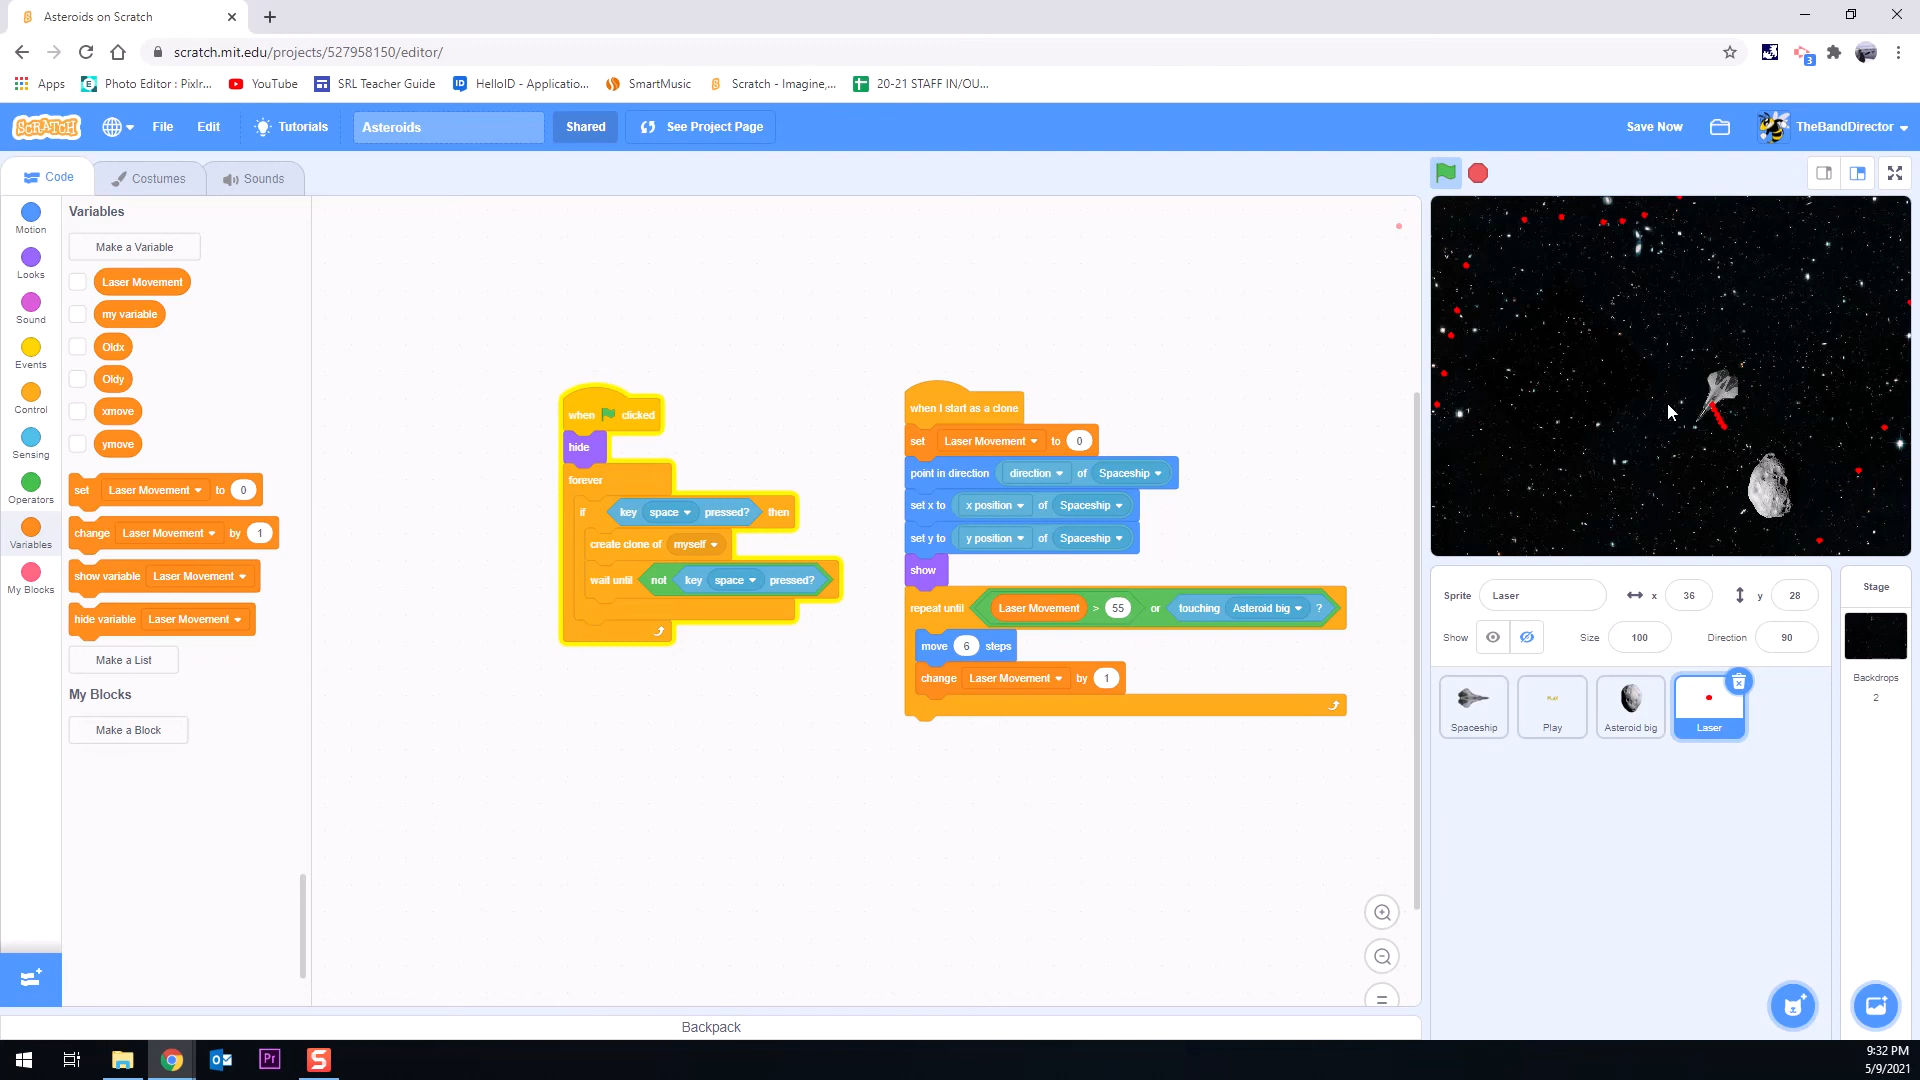 Asteroids on Scratch
scratch.mit.edu/projects/527958150/editor/
3
Apps
Photo Editor : Pixlr...
YouTube
SRL Teacher Guide
iD
HelloID - Applicatio...
SmartMusic
Scratch - Imagine,...
20-21 STAFF IN/OU...
SCRATCH
File
Edit
Tutorials
Asteroids
Shared
See Project Page
Save Now
TheBandDirector
Code
Costumes
Sounds
Motion
Looks
Sound
Events
Control
Sensing
Operators
Variables
My Blocks
Variables
Make a Variable
Laser Movement
my variable
Oldx
Oldy
xmove
ymove
set Laser Movement to 0
change Laser Movement by 1
show variable Laser Movement
hide variable Laser Movement
Make a List
My Blocks
Make a Block
when clicked
hide
forever
if key space pressed? then
create clone of myself
wait until not key space pressed?
when I start as a clone
set Laser Movement to 0
point in direction direction of Spaceship
set x to x position of Spaceship
set y to y position of Spaceship
show
repeat until Laser Movement > 55 or touching Asteroid big ?
move 6 steps
change Laser Movement by 1
Sprite Laser x 36 y 28
Show Size 100 Direction 90
Spaceship
PLAY
Play
Asteroid big
Laser
Stage
Backdrops
2
Backpack
Pr
S
9:32 PM
5/9/2021